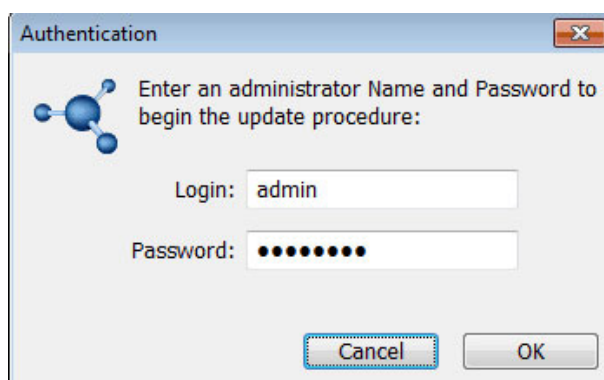 Authentication
Enter an administrator Name and Password to
begin the update procedure:
Login: admin
Password: ●●●●●●●●
Cancel OK